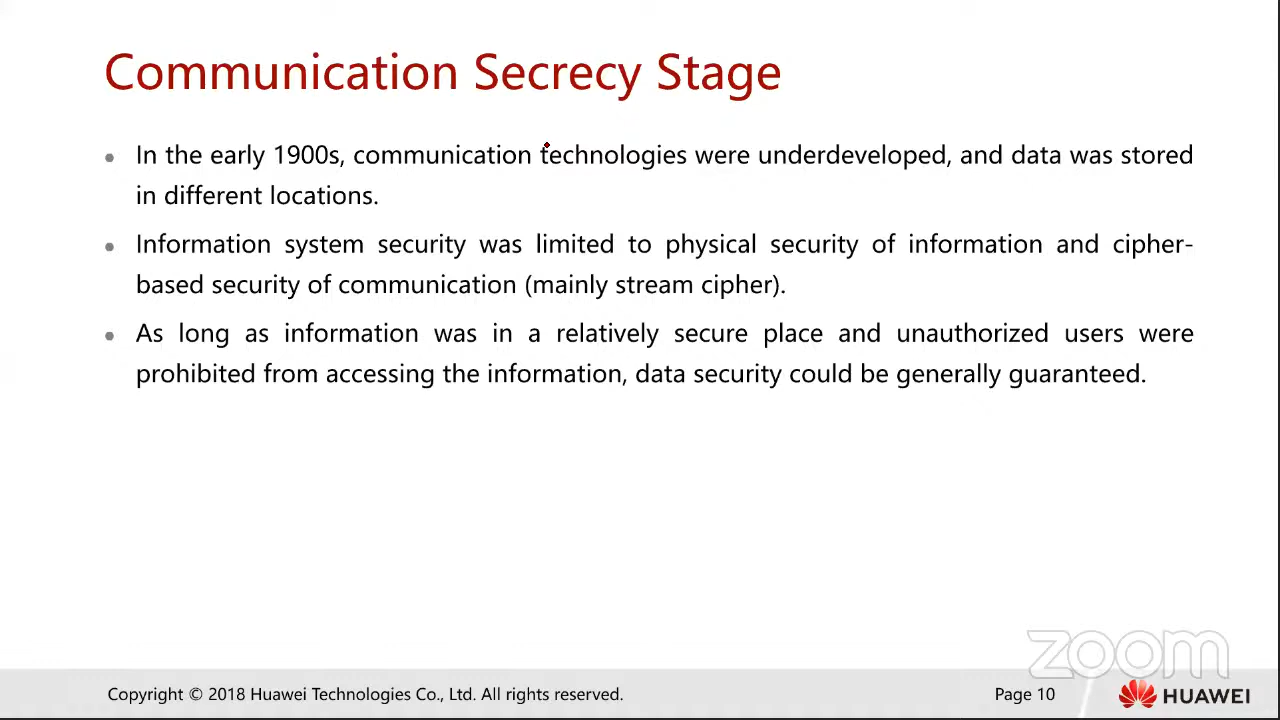 Communication Secrecy Stage
In the early 1900s, communication technologies were underdeveloped, and data was stored
in different locations.
Information system security was limited to physical security of information and cipher-
based security of communication (mainly stream cipher).
As long as information was in a relatively secure place and unauthorized users were
prohibited from accessing the information, data security could be generally guaranteed.
zoom
Copyright © 2018 Huawei Technologies Co., Ltd. All rights reserved.
Page 10
HUAWEI